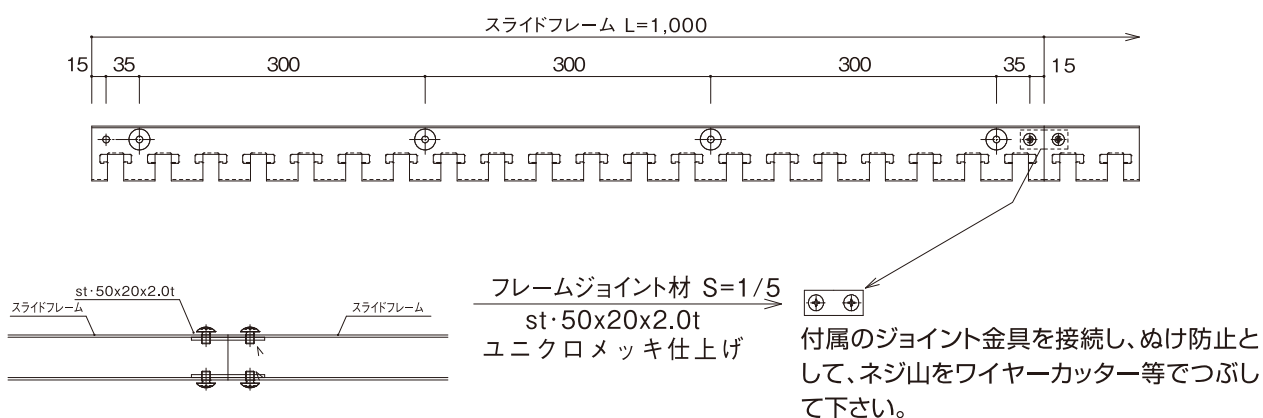 スライドフレーム L=1,000
15 35 300 300 300 35 15
st·50x20x2.0t
スライドフレーム
スライドフレーム
フレームジョイント材 S=1/5
st·50x20x2.0t
ユニクロメッキ仕上げ
付属のジョイント金具を接続し、ぬけ防止と
して、ネジ山をワイヤーカッター等でつぶし
て下さい。